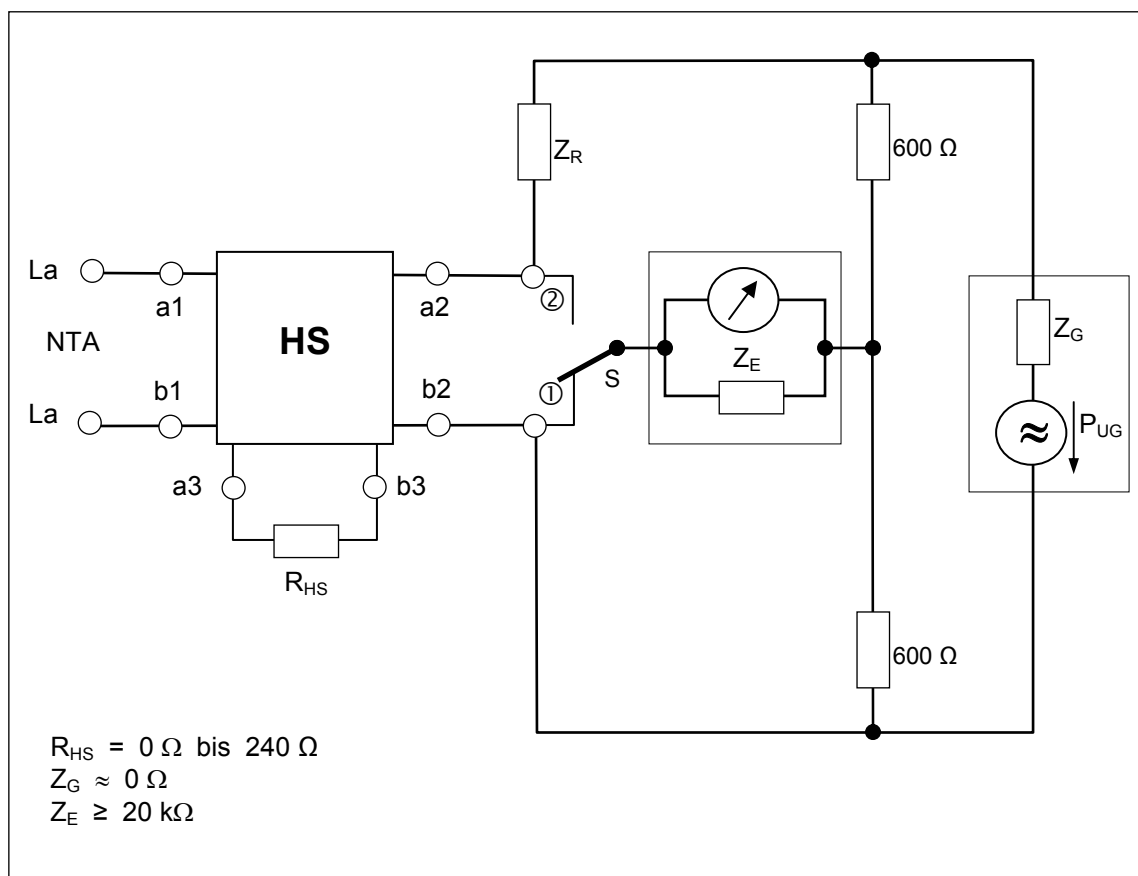 Z_R
600 Ω
La
a1
a2
②
NTA
HS
Z_E
Z_G
S
①
La
b1
b2
≈
P_UG
a3
b3
R_HS
600 Ω
R_HS = 0 Ω bis 240 Ω
Z_G ≈ 0 Ω
Z_E ≥ 20 kΩ